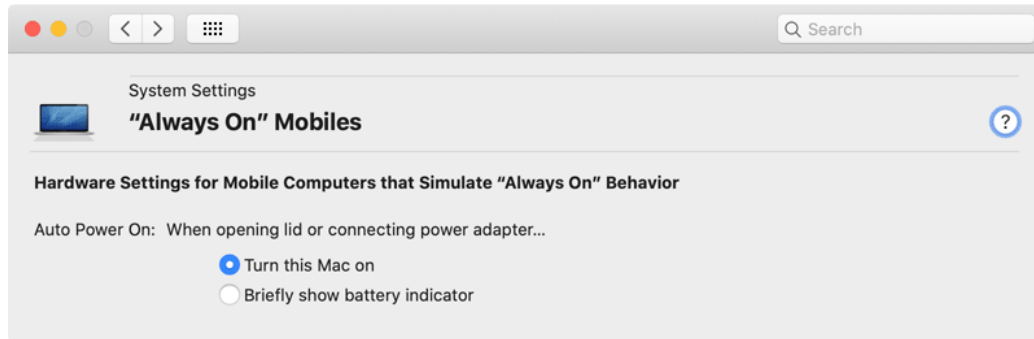 Search
System Settings
“Always On” Mobiles
?
Hardware Settings for Mobile Computers that Simulate “Always On” Behavior
Auto Power On: When opening lid or connecting power adapter...
Turn this Mac on
Briefly show battery indicator